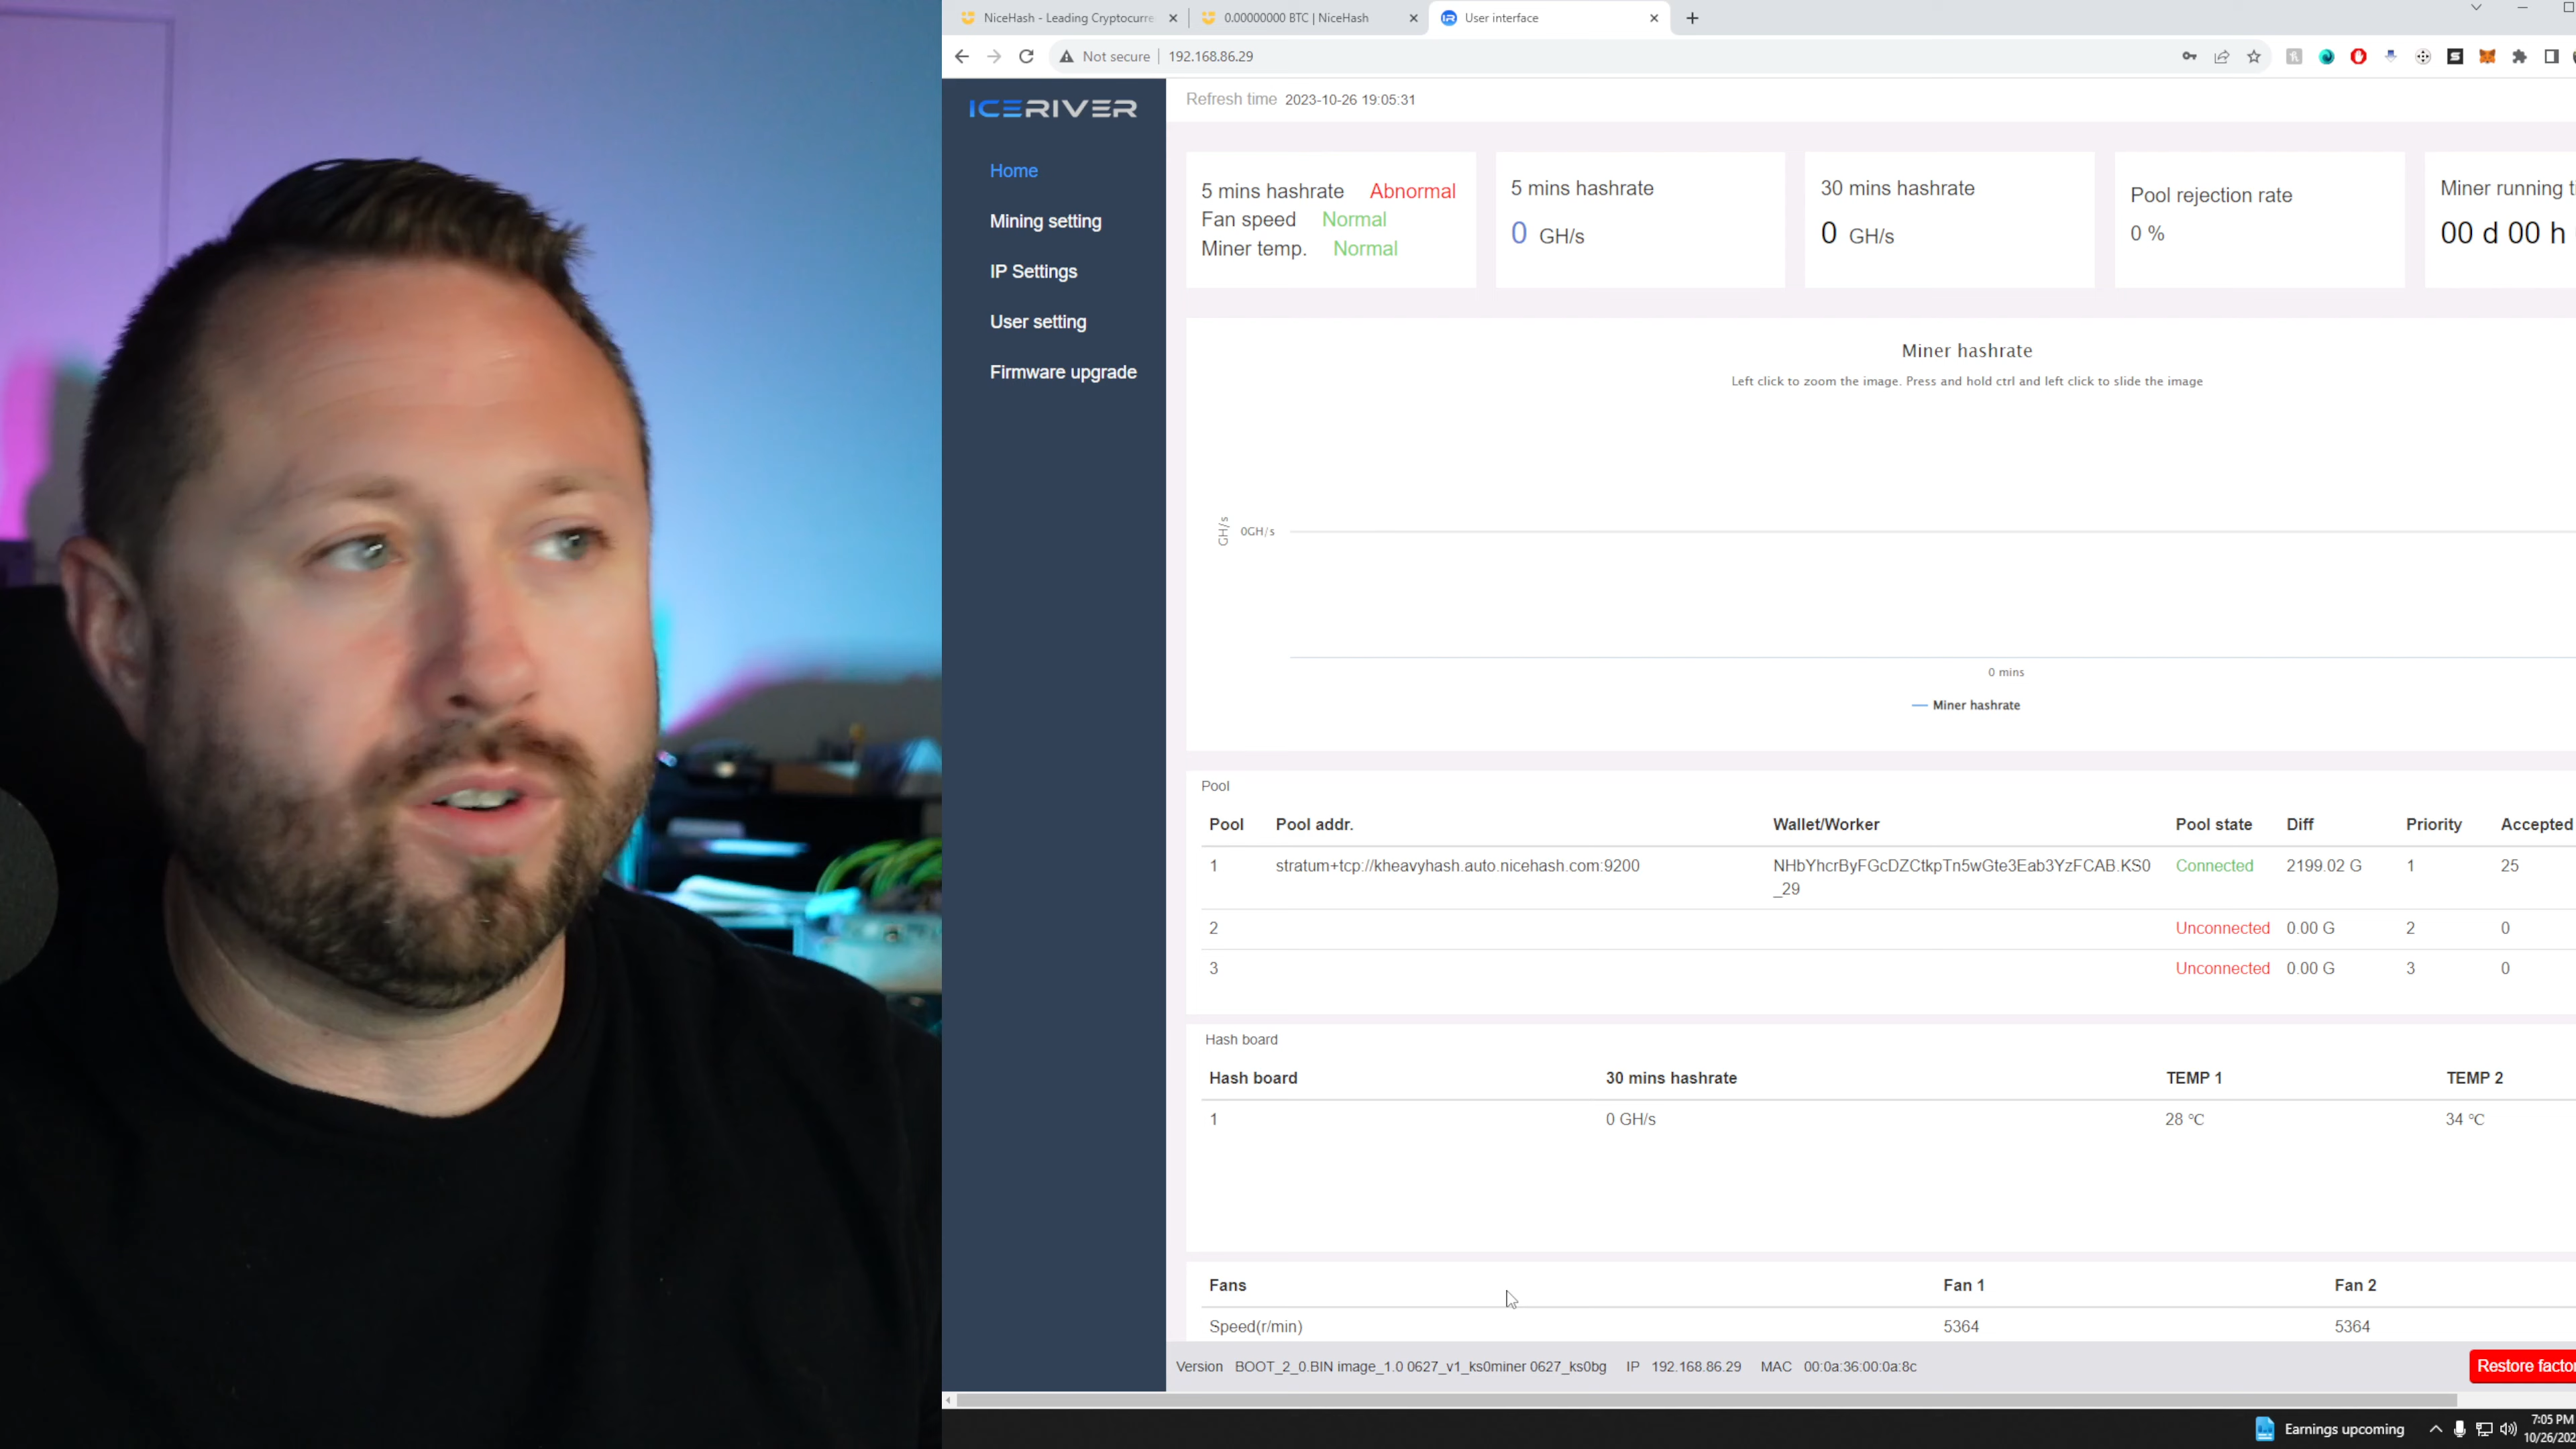 NiceHash - Leading Cryptocurre
0.00000000 BTC | NiceHash
User interface
Not secure
192.168.86.29
ICERIVER
Refresh time 2023-10-26 19:05:31
Home
Mining setting
IP Settings
User setting
Firmware upgrade
5 mins hashrate Abnormal
Fan speed Normal
Miner temp. Normal
5 mins hashrate
0 GH/s
30 mins hashrate
0 GH/s
Pool rejection rate
0 %
Miner running t
00 d 00 h
Miner hashrate
Left click to zoom the image. Press and hold ctrl and left click to slide the image
GH/s
0GH/s
0 mins
Miner hashrate
Pool
Pool Pool addr. Wallet/Worker Pool state Diff Priority Accepted
1 stratum+tcp://kheavyhash.auto.nicehash.com:9200 NHbYhcrByFGcDZCtkpTn5wGte3Eab3YzFCAB.KS0 Connected 2199.02 G 1 25
_29
2 Unconnected 0.00 G 2 0
3 Unconnected 0.00 G 3 0
Hash board
Hash board 30 mins hashrate TEMP 1 TEMP 2
1 0 GH/s 28 °C 34 °C
Fans Fan 1 Fan 2
Speed(r/min) 5364 5364
Version BOOT_2_0.BIN image_1.0 0627_v1_ks0miner 0627_ks0bg IP 192.168.86.29 MAC 00:0a:36:00:0a:8c
Restore facto
Earnings upcoming
7:05 PM
10/26/202